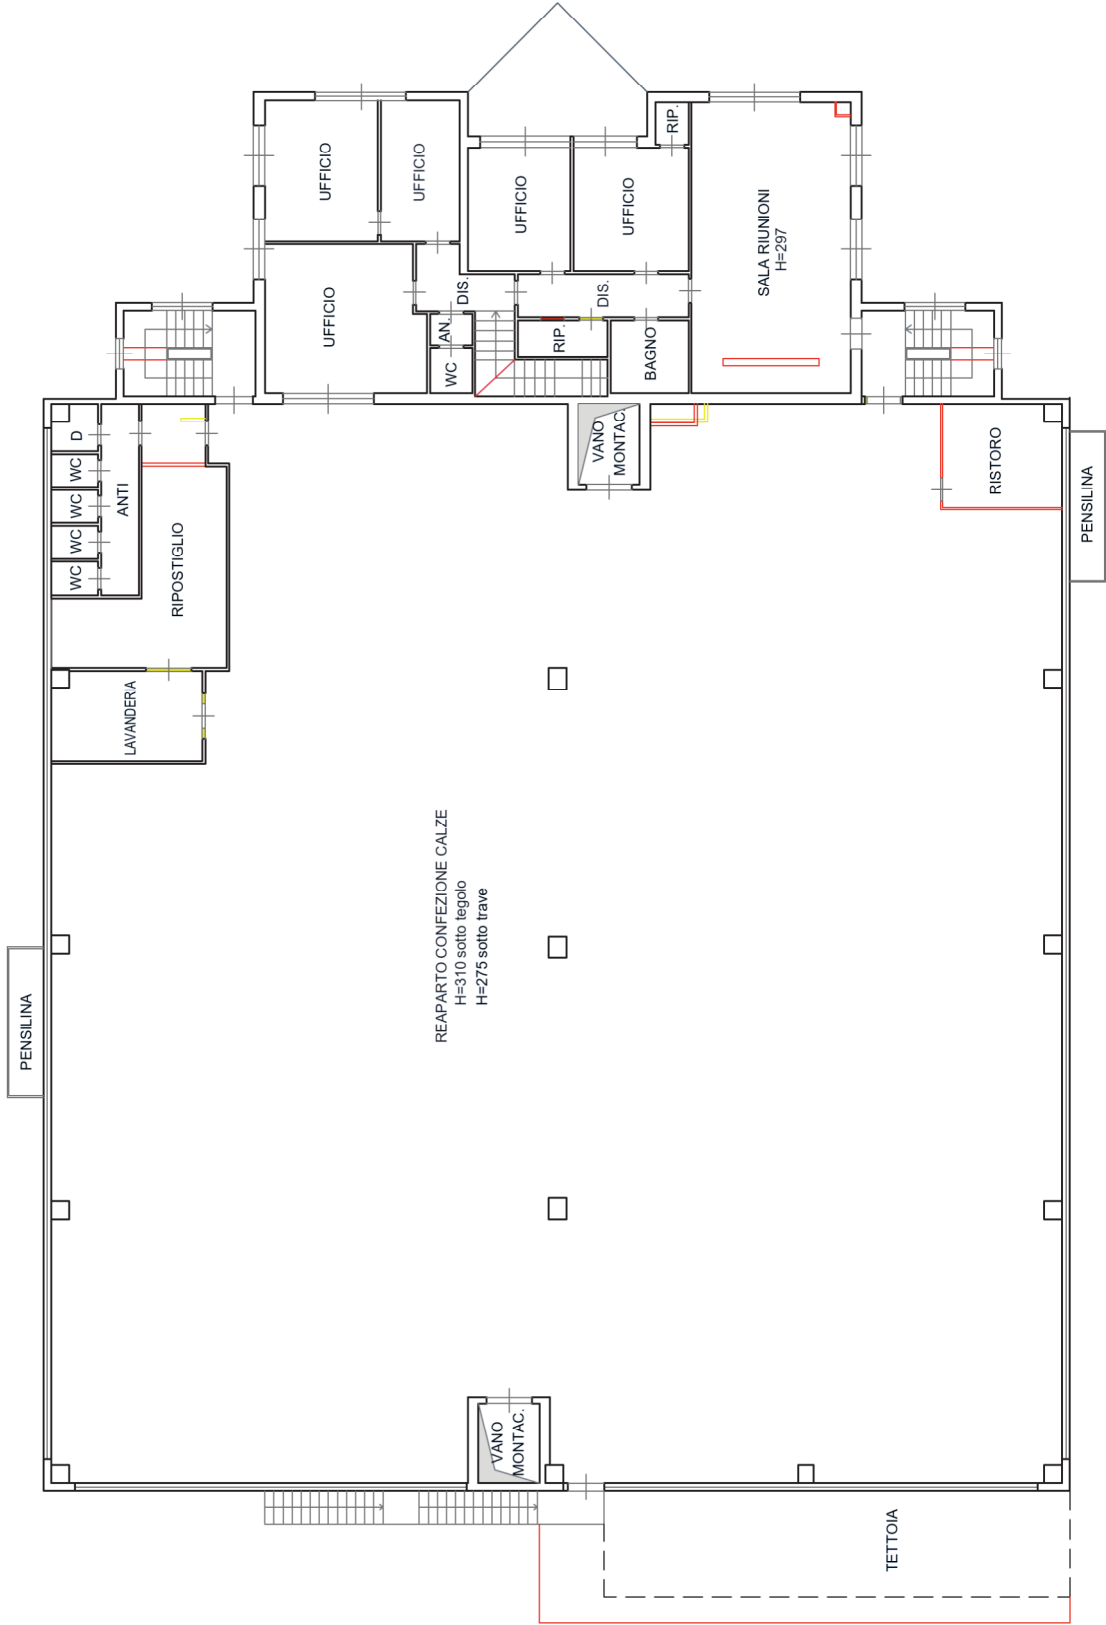 RIP.
UFFICIO
UFFICIO
UFFICIO
UFFICIO
SALA RIUNIONI
H=297
UFFICIO
DIS.
DIS.
AN.
RIP.
BAGNO
WC
D
WC
WC
WC
WC
ANTI
RIPOSTIGLIO
VANO
MONTAC.
RISTORO
PENSILINA
LAVANDERIA
REAPARTO CONFEZIONE CALZE
H=310 sotto tegolo
H=275 sotto trave
PENSILINA
VANO
MONTAC.
TETTOIA